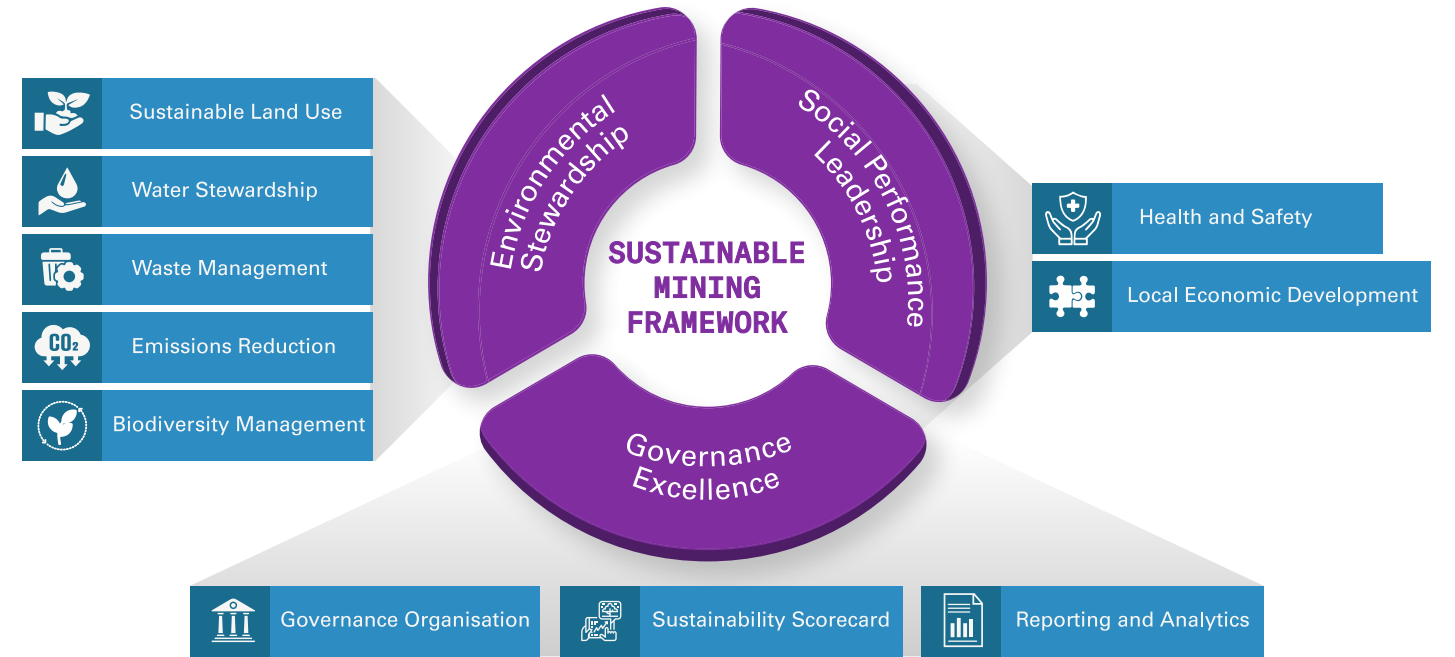 Sustainable Land Use
Water Stewardship
Waste Management
CO₂
Emissions Reduction
Biodiversity Management
Environmental
Stewardship
SUSTAINABLE
MINING
FRAMEWORK
Social Performance
Leadership
Health and Safety
Local Economic Development
Governance
Excellence
Governance Organisation
Sustainability Scorecard
Reporting and Analytics